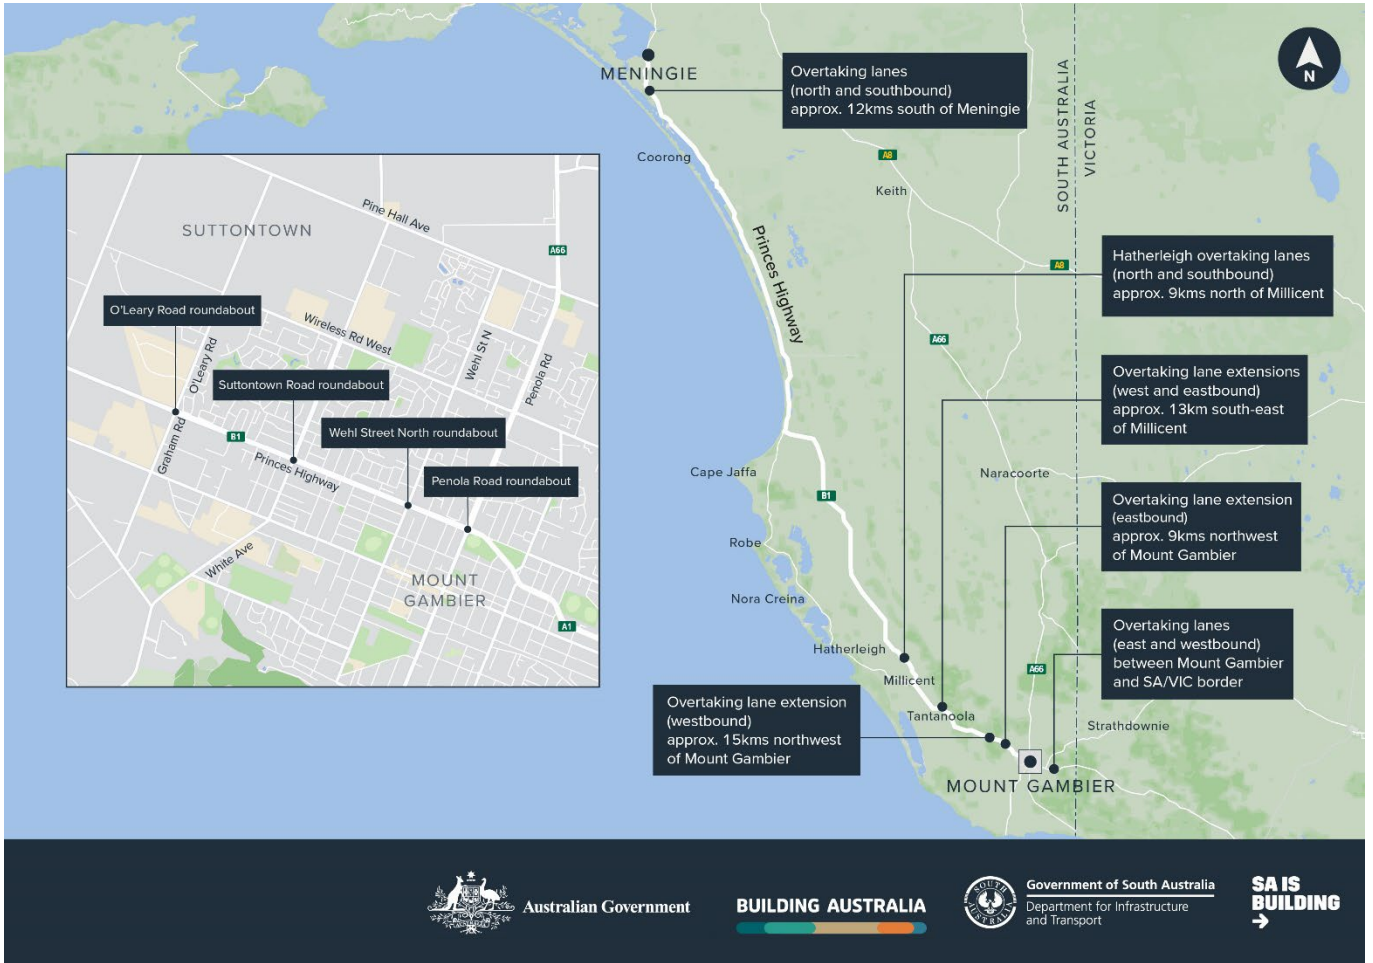 MENINGIE
Overtaking lanes
(north and southbound)
approx. 12kms south of Meningie
N
SOUTH AUSTRALIA
VICTORIA
Coorong
A8
Keith
Princes Highway
Hatherleigh overtaking lanes
(north and southbound)
approx. 9kms north of Millicent
A8
A66
Overtaking lane extensions
(west and eastbound)
approx. 13km south-east
of Millicent
Cape Jaffa
Naracoorte
B1
Overtaking lane extension
(eastbound)
approx. 9kms northwest
of Mount Gambier
Robe
Nora Creina
Hatherleigh
Overtaking lanes
(east and westbound)
between Mount Gambier
and SA/VIC border
A66
Millicent
Tantanoola
Strathdownie
Overtaking lane extension
(westbound)
approx. 15kms northwest
of Mount Gambier
MOUNT GAMBIER
SUTTONTOWN
Pine Hall Ave
A66
O'Leary Road roundabout
Wireless Rd West
Wehl St N
Penola Rd
O'Leary Rd
Suttontown Road roundabout
Graham Rd
B1
Wehl Street North roundabout
Princes Highway
Penola Road roundabout
White Ave
MOUNT
GAMBIER
A1
Australian Government
BUILDING AUSTRALIA
SOUTH AUSTRALIA
Government of South Australia
Department for Infrastructure
and Transport
SA IS
BUILDING